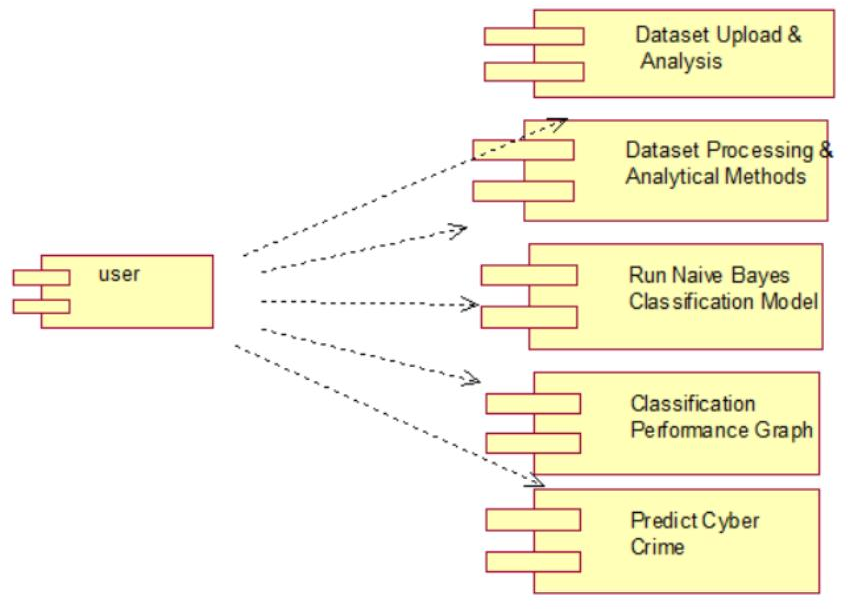 Dataset Upload &
Analysis
Dataset Processing &
Analytical Methods
user
Run Naive Bayes
Classification Model
Classification
Performance Graph
Predict Cyber
Crime